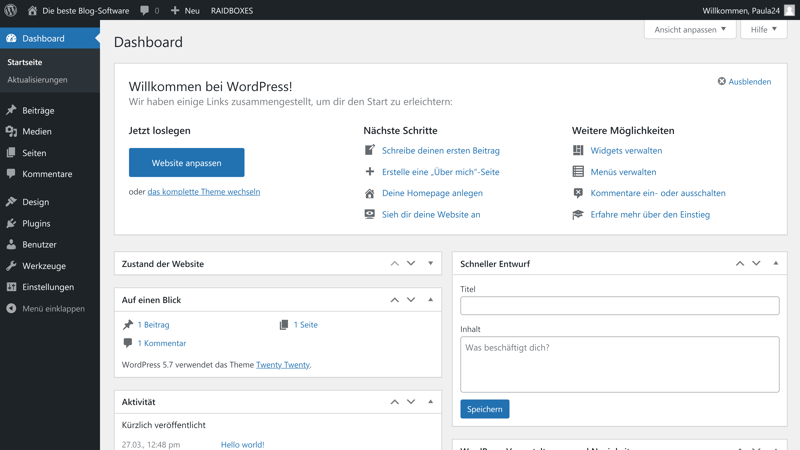 Die beste Blog-Software
0
Neu
RAIDBOXES
Willkommen, Paula24
Dashboard
Startseite
Aktualisierungen
Beiträge
Medien
Seiten
Kommentare
Design
Plugins
Benutzer
Werkzeuge
Einstellungen
Menü einklappen
Dashboard
Ansicht anpassen
Hilfe
Willkommen bei WordPress!
Wir haben einige Links zusammengestellt, um dir den Start zu erleichtern:
Ausblenden
Jetzt loslegen
Website anpassen
oder das komplette Theme wechseln
Nächste Schritte
Schreibe deinen ersten Beitrag
Erstelle eine „Über mich“-Seite
Deine Homepage anlegen
Sieh dir deine Website an
Weitere Möglichkeiten
Widgets verwalten
Menüs verwalten
Kommentare ein- oder ausschalten
Erfahre mehr über den Einstieg
Zustand der Website
Auf einen Blick
1 Beitrag
1 Seite
1 Kommentar
WordPress 5.7 verwendet das Theme Twenty Twenty.
Aktivität
Kürzlich veröffentlicht
27.03., 12:48 pm
Hello world!
Schneller Entwurf
Titel
Inhalt
Was beschäftigt dich?
Speichern